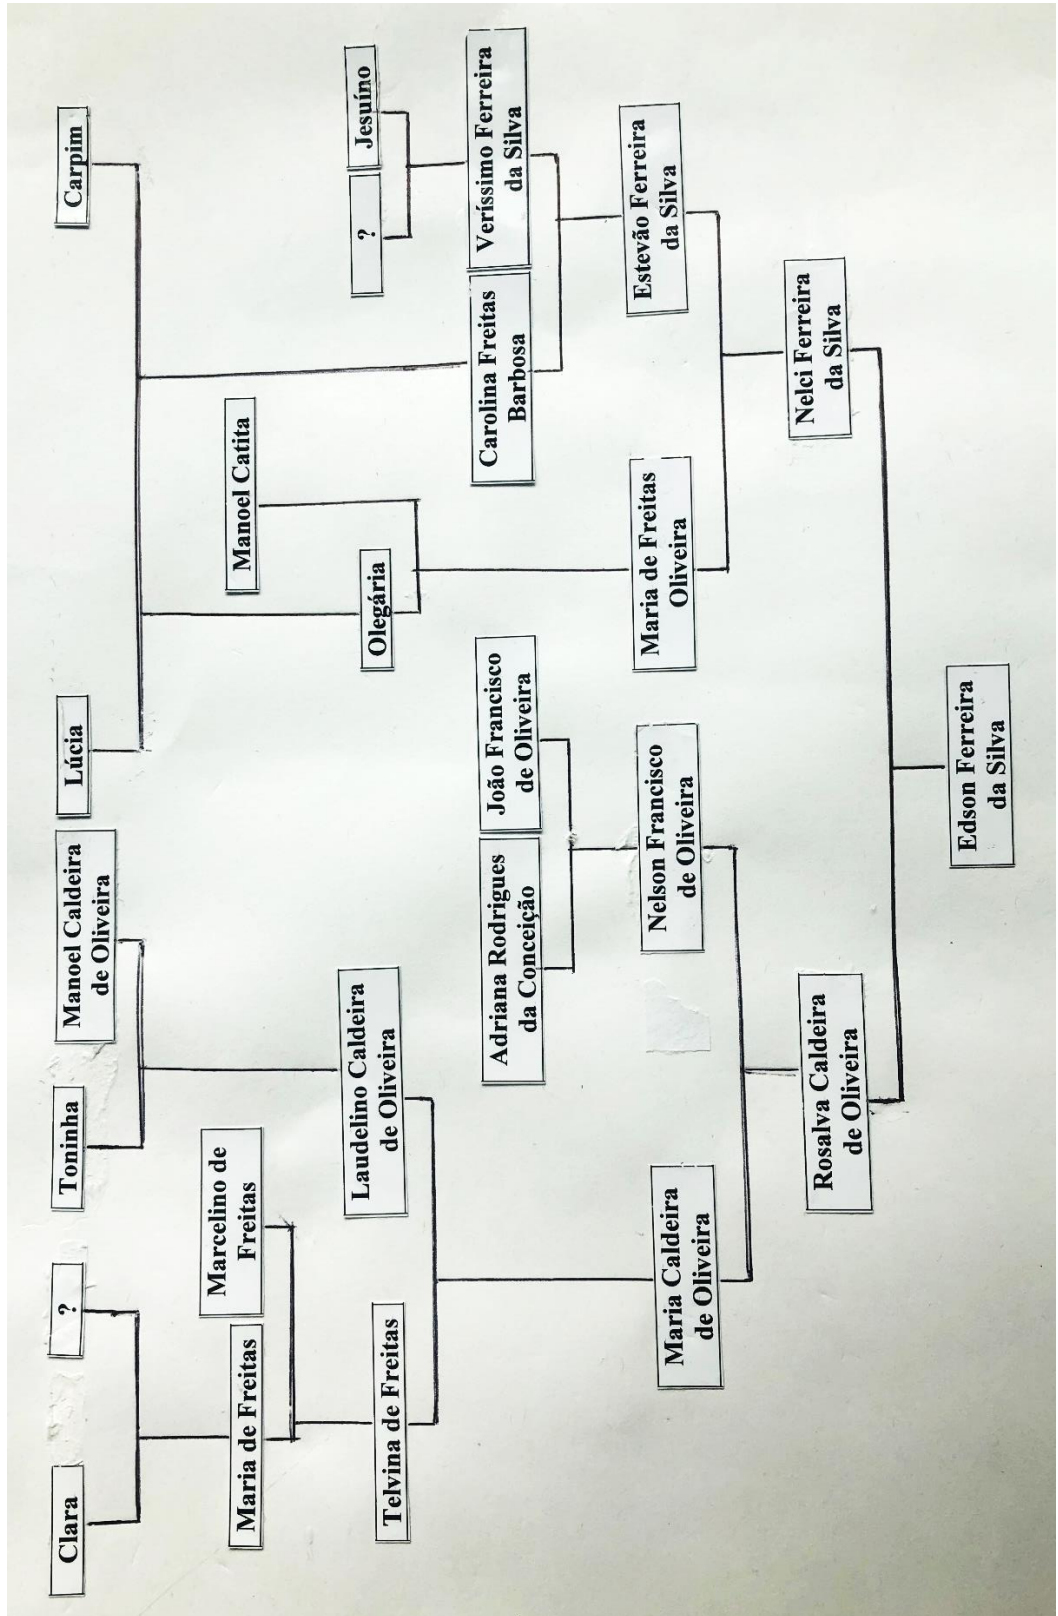 Clara
?
Toninha
Manoel Caldeira
de Oliveira
Lúcia
Carpim
Maria de Freitas
Marcelino de
Freitas
Manoel Catita
Telvina de Freitas
Laudelino Caldeira
de Oliveira
Olegária
?
Jesuíno
Adriana Rodrigues
da Conceição
João Francisco
de Oliveira
Carolina Freitas
Barbosa
Veríssimo Ferreira
da Silva
Maria Caldeira
de Oliveira
Nelson Francisco
de Oliveira
Maria de Freitas
Oliveira
Estevão Ferreira
da Silva
Rosalva Caldeira
de Oliveira
Nelci Ferreira
da Silva
Edson Ferreira
da Silva